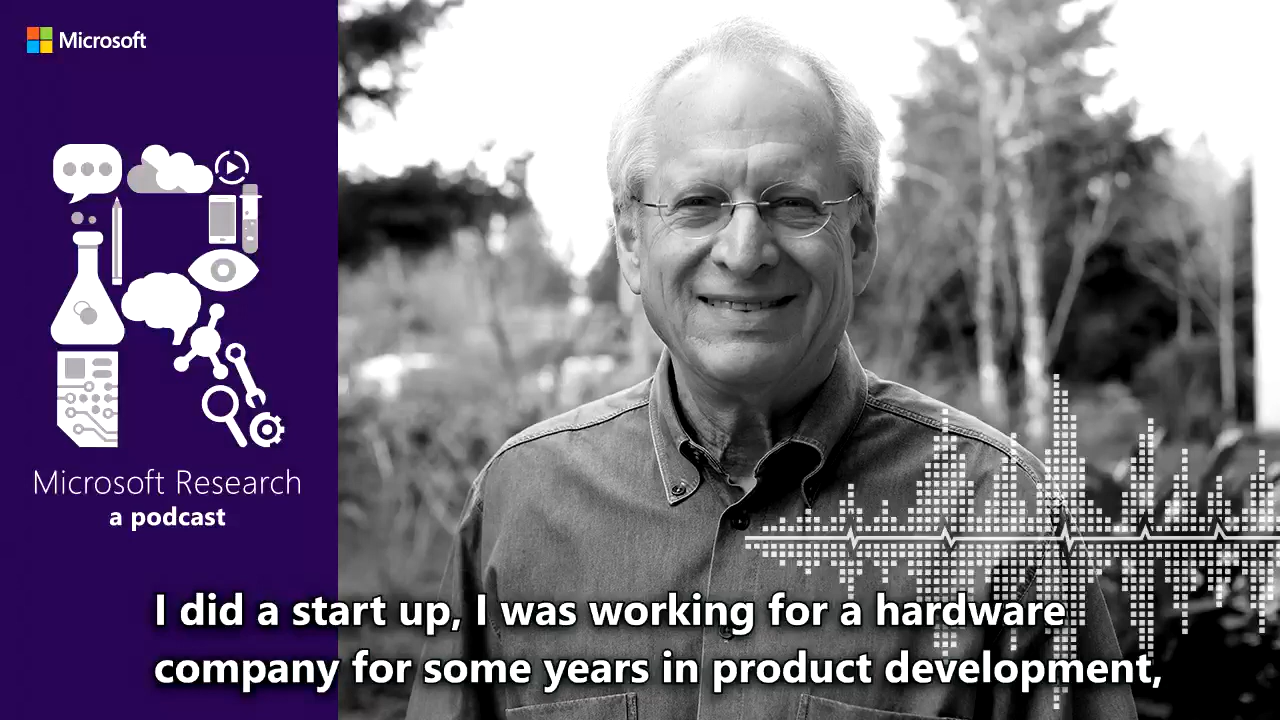 Microsoft
Microsoft Research
a podcast
I did a start up, I was working for a hardware
company for some years in product development,